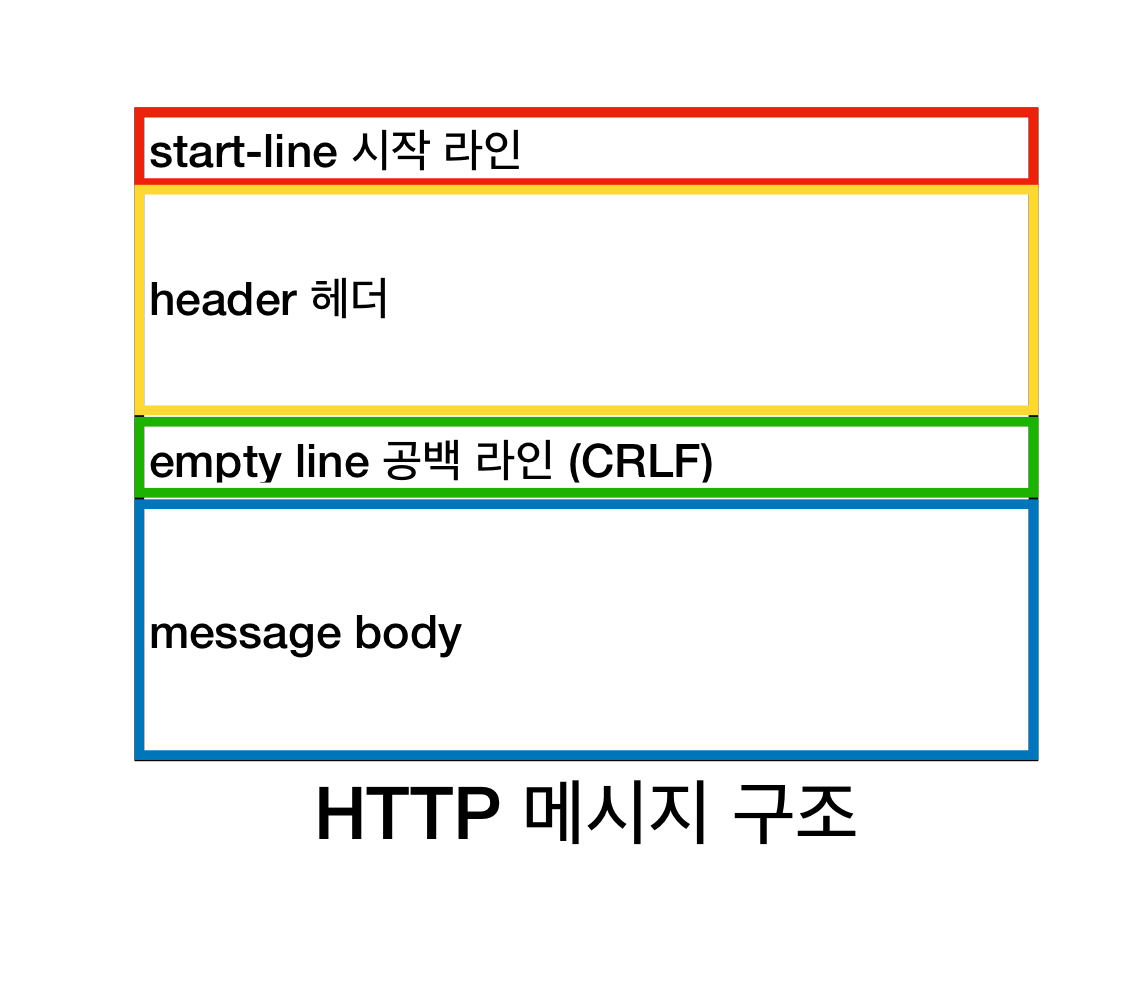 start-line 시작 라인
header 헤더
empty line 공백 라인 (CRLF)
message body
HTTP 메시지 구조